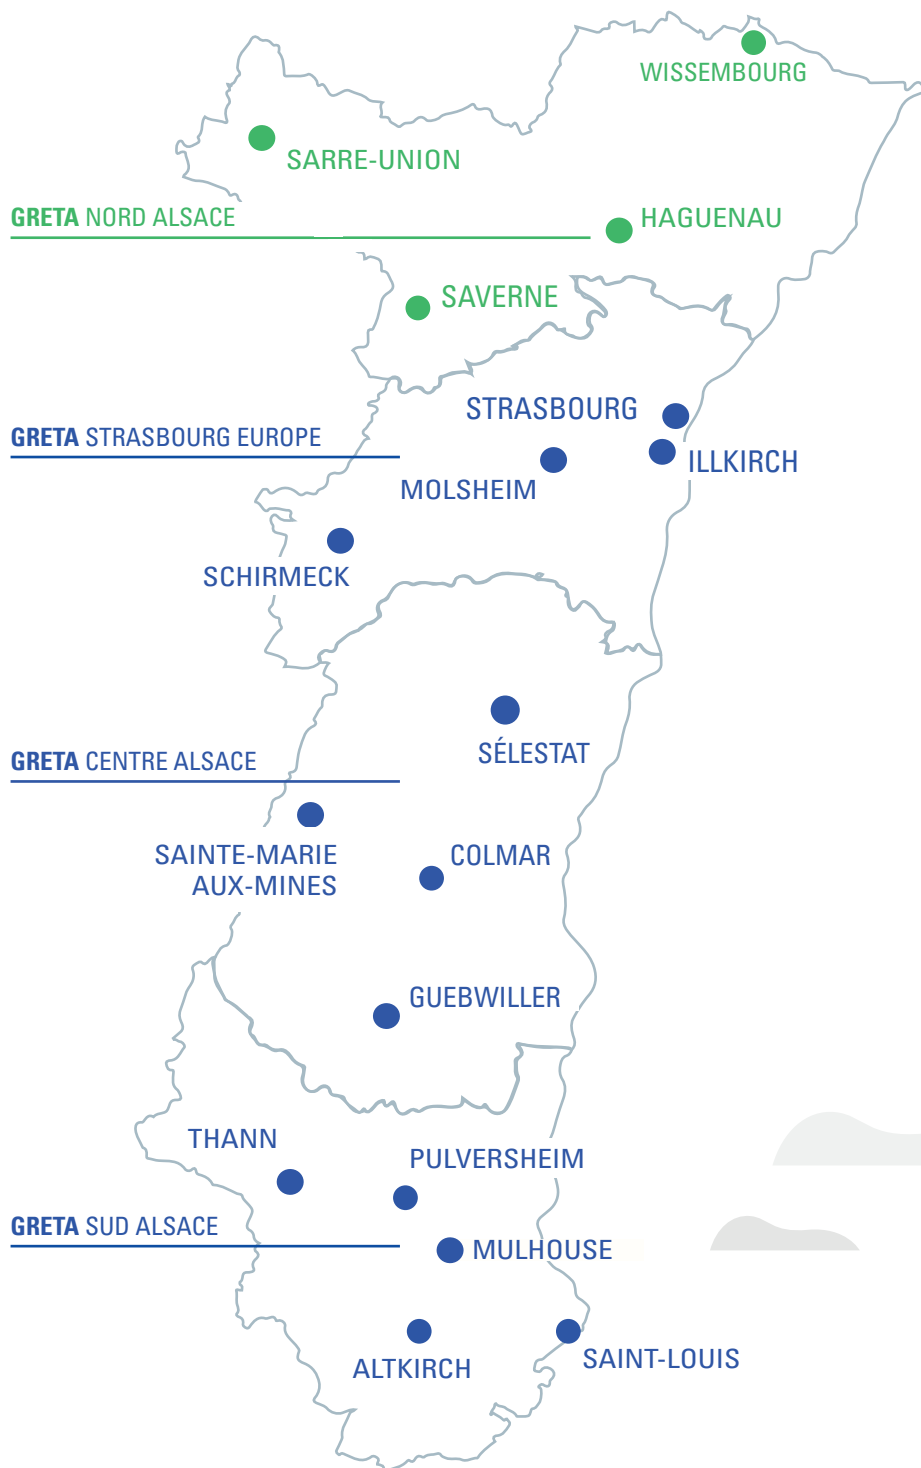 WISSEMBOURG
SARRE-UNION
GRETA NORD ALSACE
HAGUENAU
SAVERNE
STRASBOURG
GRETA STRASBOURG EUROPE
ILLKIRCH
MOLSHEIM
SCHIRMECK
SÉLESTAT
GRETA CENTRE ALSACE
SAINTE-MARIE
AUX-MINES
COLMAR
GUEBWILLER
THANN
PULVERSHEIM
GRETA SUD ALSACE
MULHOUSE
SAINT-LOUIS
ALTKIRCH